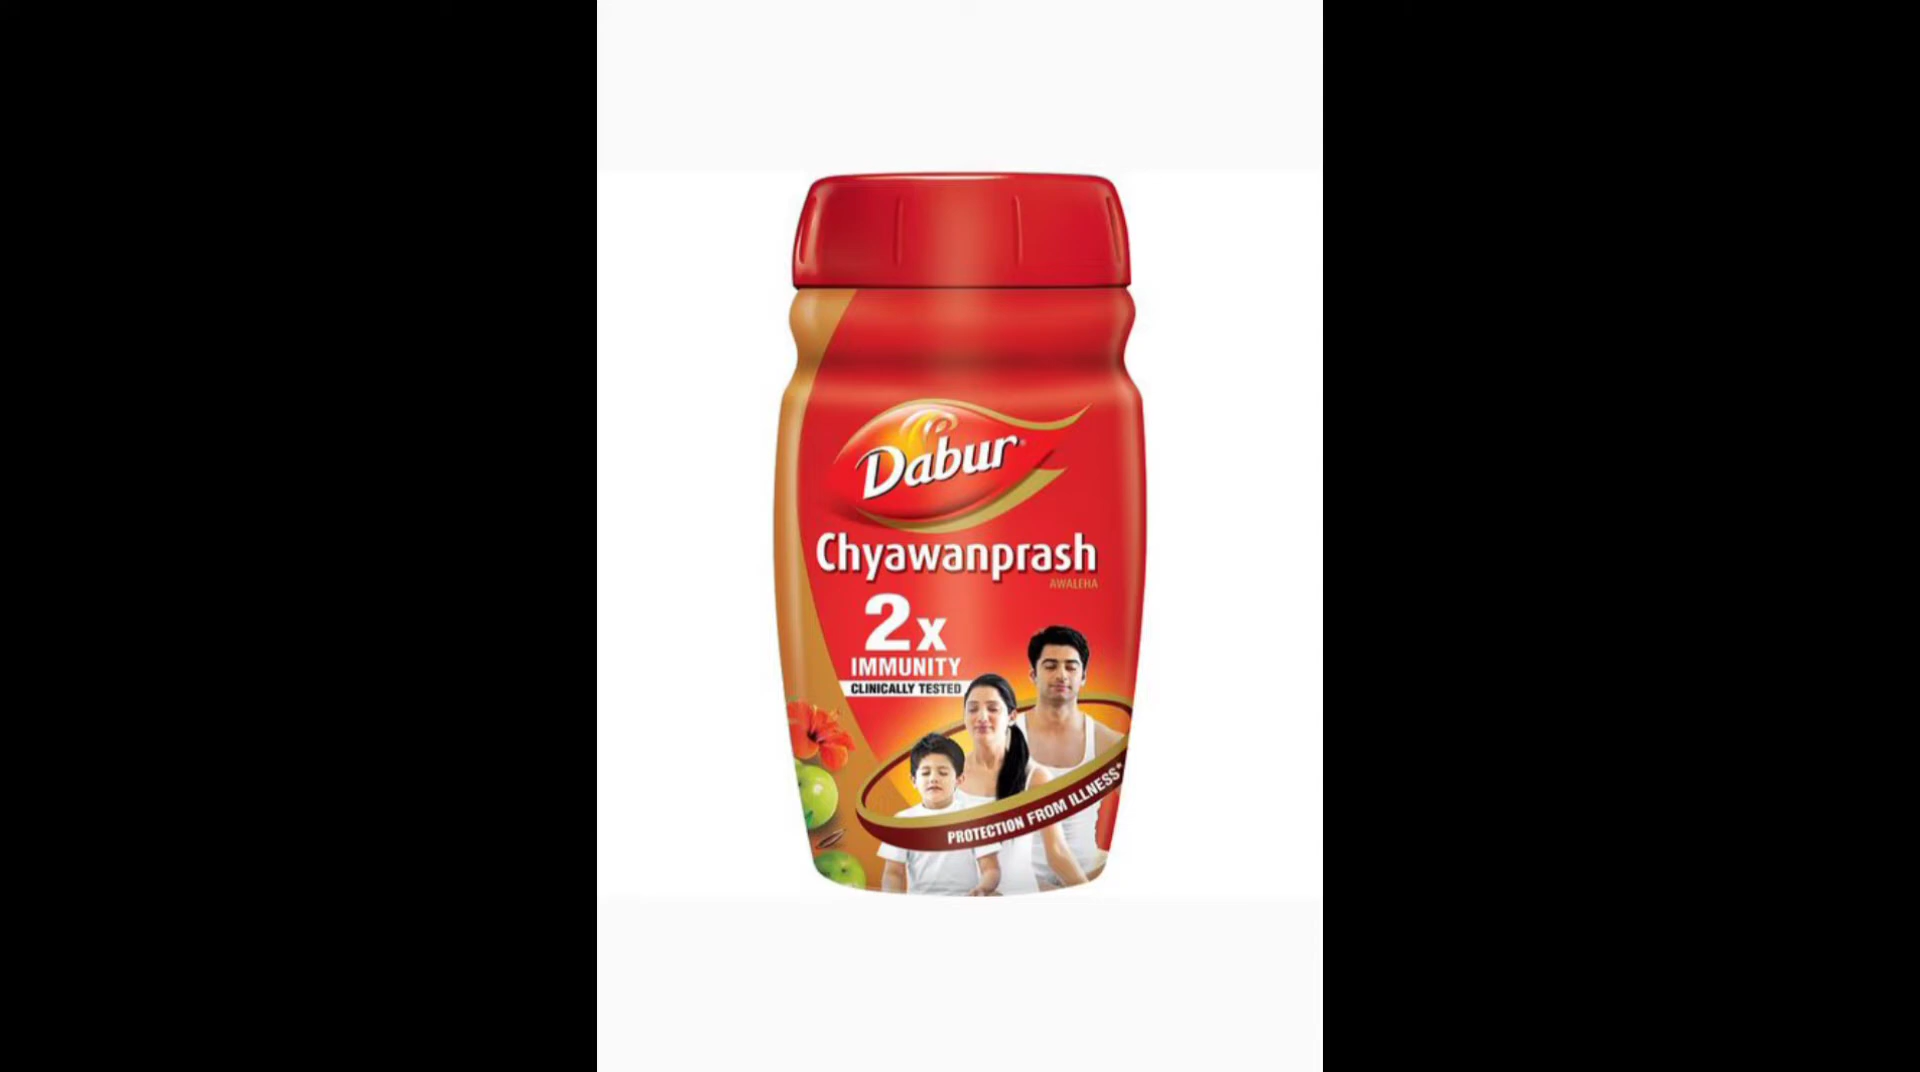 Dabur
Chyawanprash
AWALEHA
2x
IMMUNITY
CLINICALLY TESTED
PROTECTION FROM ILLNESS*